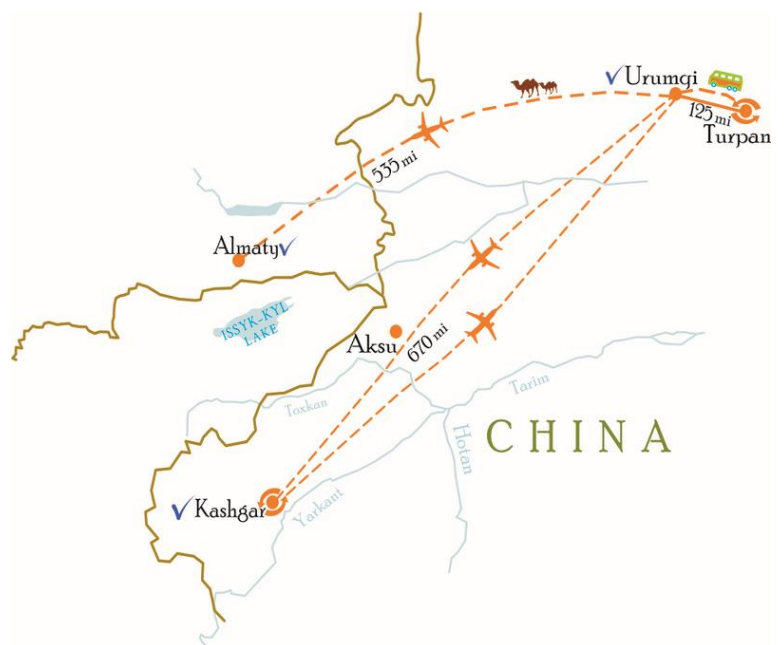 Urumqi
125 mi
Turpan
535 mi
Almaty
ISSYK-KYL
LAKE
Aksu
670 mi
Toxkan
Tarim
Hotan
CHINA
Kashgar
Yarkant